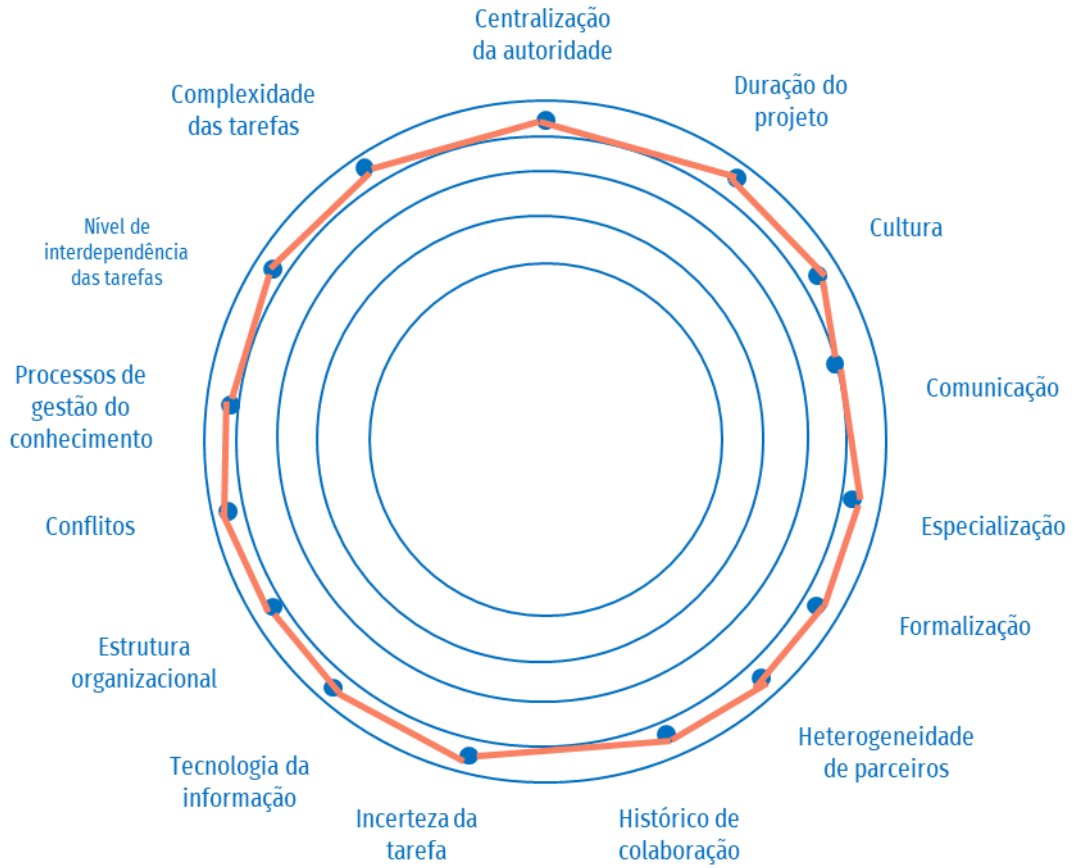 Centralização
da autoridade
Duração do
projeto
Cultura
Comunicação
Especialização
Formalização
Heterogeneidade
de parceiros
Histórico de
colaboração
Incerteza da
tarefa
Tecnologia da
informação
Estrutura
organizacional
Conflitos
Processos de
gestão do
conhecimento
Nível de
interdependência
das tarefas
Complexidade
das tarefas